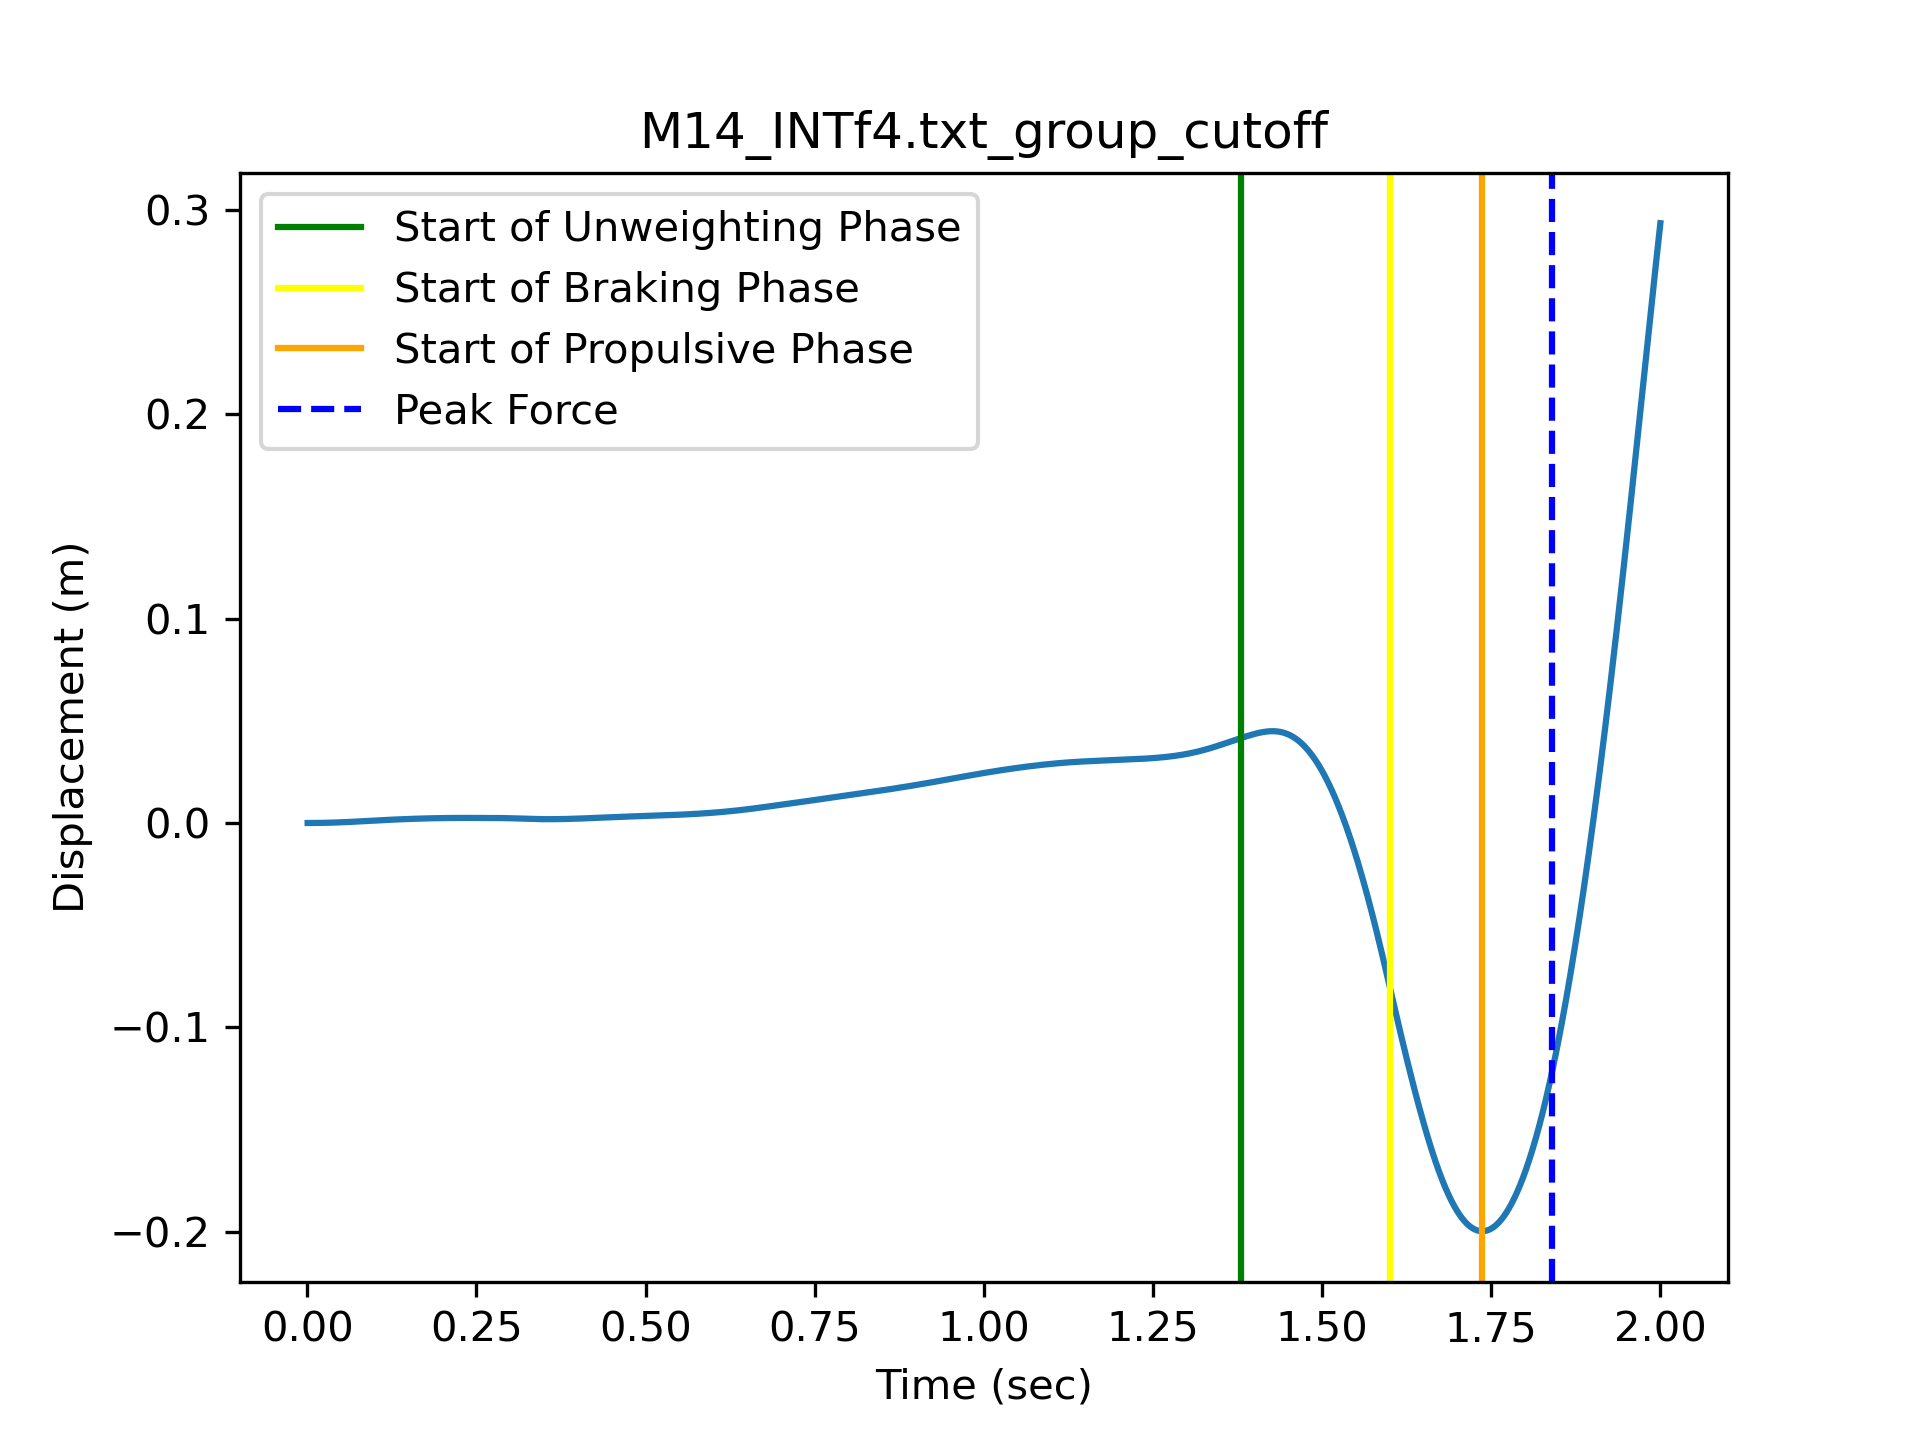 M14_INTf4.txt_group_cutoff
Start of Unweighting Phase
Start of Braking Phase
Start of Propulsive Phase
Peak Force
0.3
0.2
0.1
0.0
−0.1
−0.2
Displacement (m)
0.00 0.25 0.50 0.75 1.00 1.25 1.50 1.75 2.00
Time (sec)